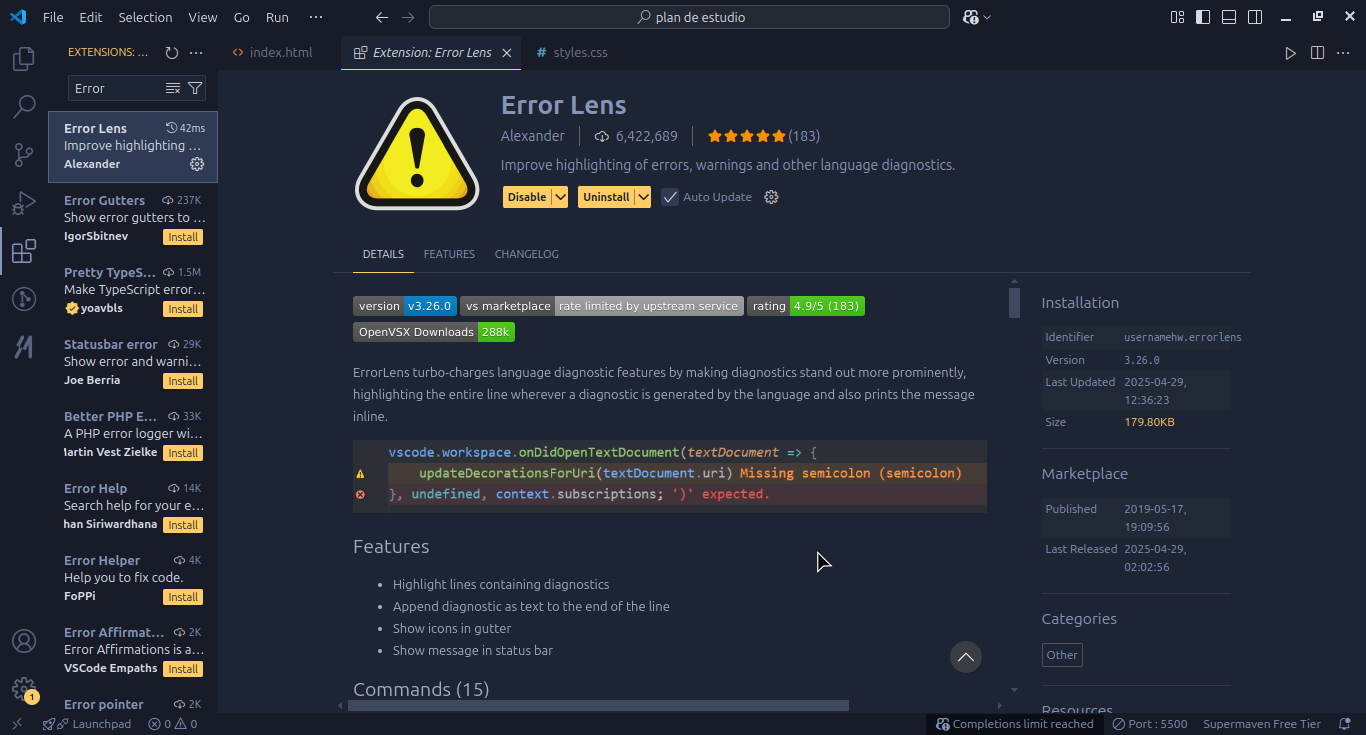 File Edit Selection View Go Run ···
plan de estudio
EXTENSIONS: ...
index.html
Extension: Error Lens
# styles.css
Error
Error Lens 42ms
Improve highlighting ...
Alexander
Error Gutters 237K
Show error gutters to ...
IgorSbitnev Install
Pretty TypeS... 1.5M
Make TypeScript error...
yoavbls Install
Statusbar error 29K
Show error and warni...
Joe Berria Install
Better PHP E... 33K
A PHP error logger wi...
Martin Vest Zielke Install
Error Help 14K
Search help for your e...
han Siriwardhana Install
Error Helper 4K
Help you to fix code.
FoPPi Install
Error Affirmat... 2K
Error Affirmations is a...
VSCode Empaths Install
Error pointer 2K
Error Lens
Alexander 6,422,689 (183)
Improve highlighting of errors, warnings and other language diagnostics.
Disable Uninstall Auto Update
DETAILS FEATURES CHANGELOG
version v3.26.0 vs marketplace rate limited by upstream service rating 4.9/5 (183)
OpenVSX Downloads 288k
ErrorLens turbo-charges language diagnostic features by making diagnostics stand out more prominently,
highlighting the entire line wherever a diagnostic is generated by the language and also prints the message
inline.
vscode.workspace.onDidOpenTextDocument(textDocument => {
updateDecorationsForUri(textDocument.uri) Missing semicolon (semicolon)
}, undefined, context.subscriptions; ')' expected.
Features
• Highlight lines containing diagnostics
• Append diagnostic as text to the end of the line
• Show icons in gutter
• Show message in status bar
Commands (15)
Installation
Identifier usernamehw.errorlens
Version 3.26.0
Last Updated 2025-04-29,
12:36:23
Size 179.80KB
Marketplace
Published 2019-05-17,
19:09:56
Last Released 2025-04-29,
02:02:56
Categories
Other
Resources
1
Launchpad 0 0 Completions limit reached Port : 5500 Supermaven Free Tier